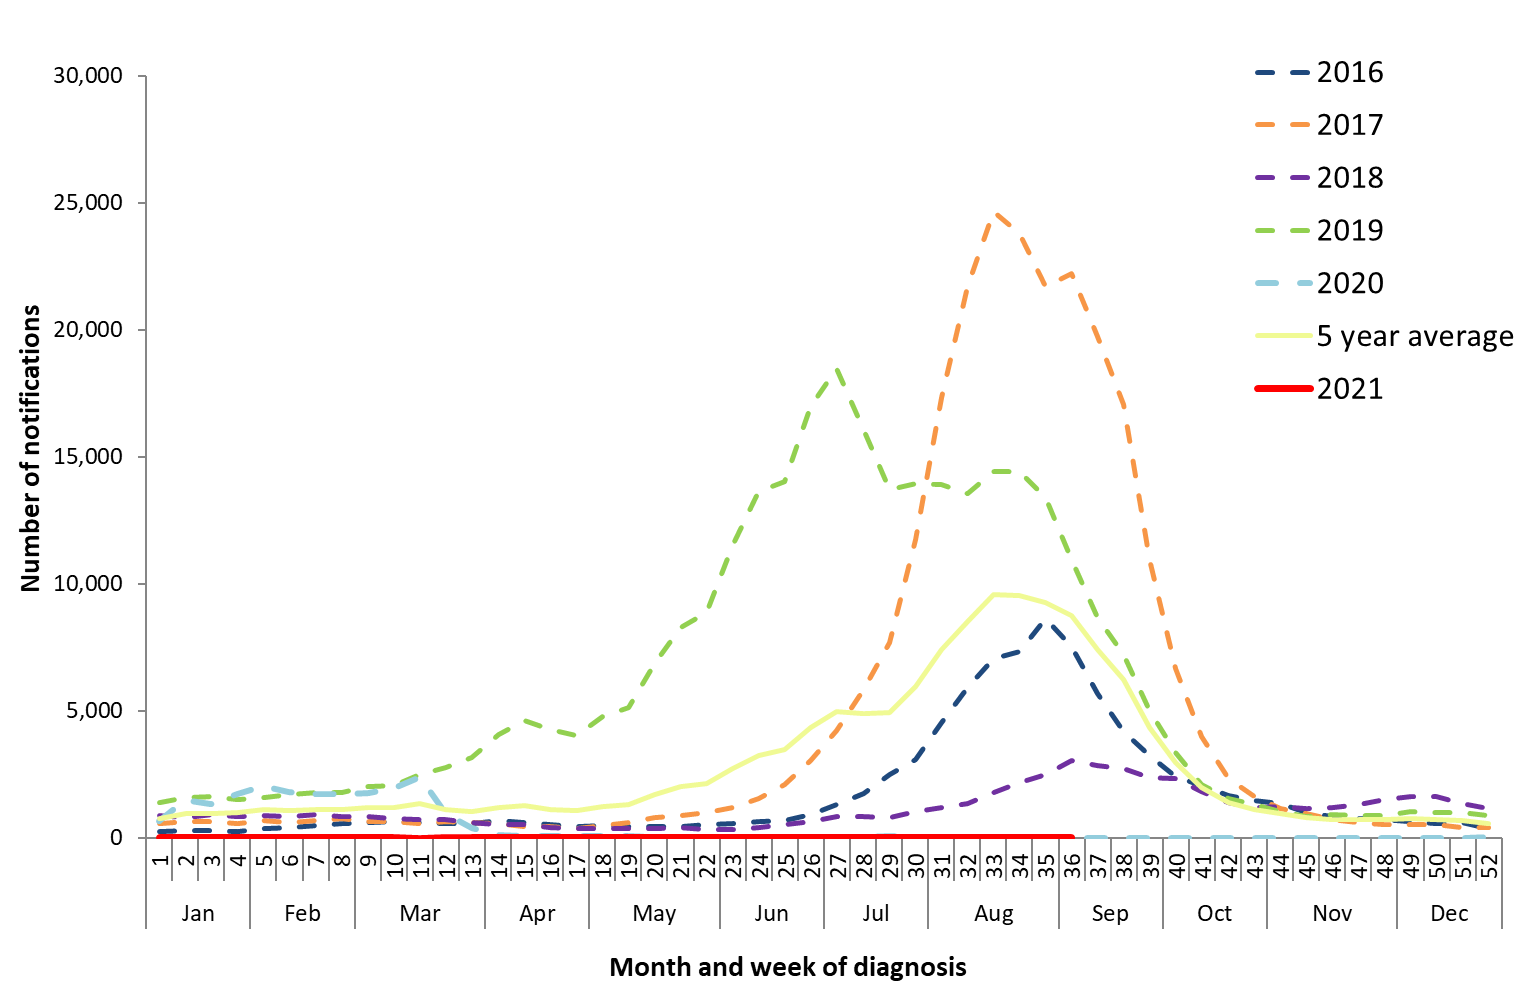 30,000
25,000
20,000
15,000
10,000
5,000
0
Number of notifications
2016
2017
2018
2019
2020
5 year average
2021
1 2 3 4 5 6 7 8 9 10 11 12 13 14 15 16 17 18 19 20 21 22 23 24 25 26 27 28 29 30 31 32 33 34 35 36 37 38 39 40 41 42 43 44 45 46 47 48 49 50 51 52
Jan Feb Mar Apr May Jun Jul Aug Sep Oct Nov Dec
Month and week of diagnosis